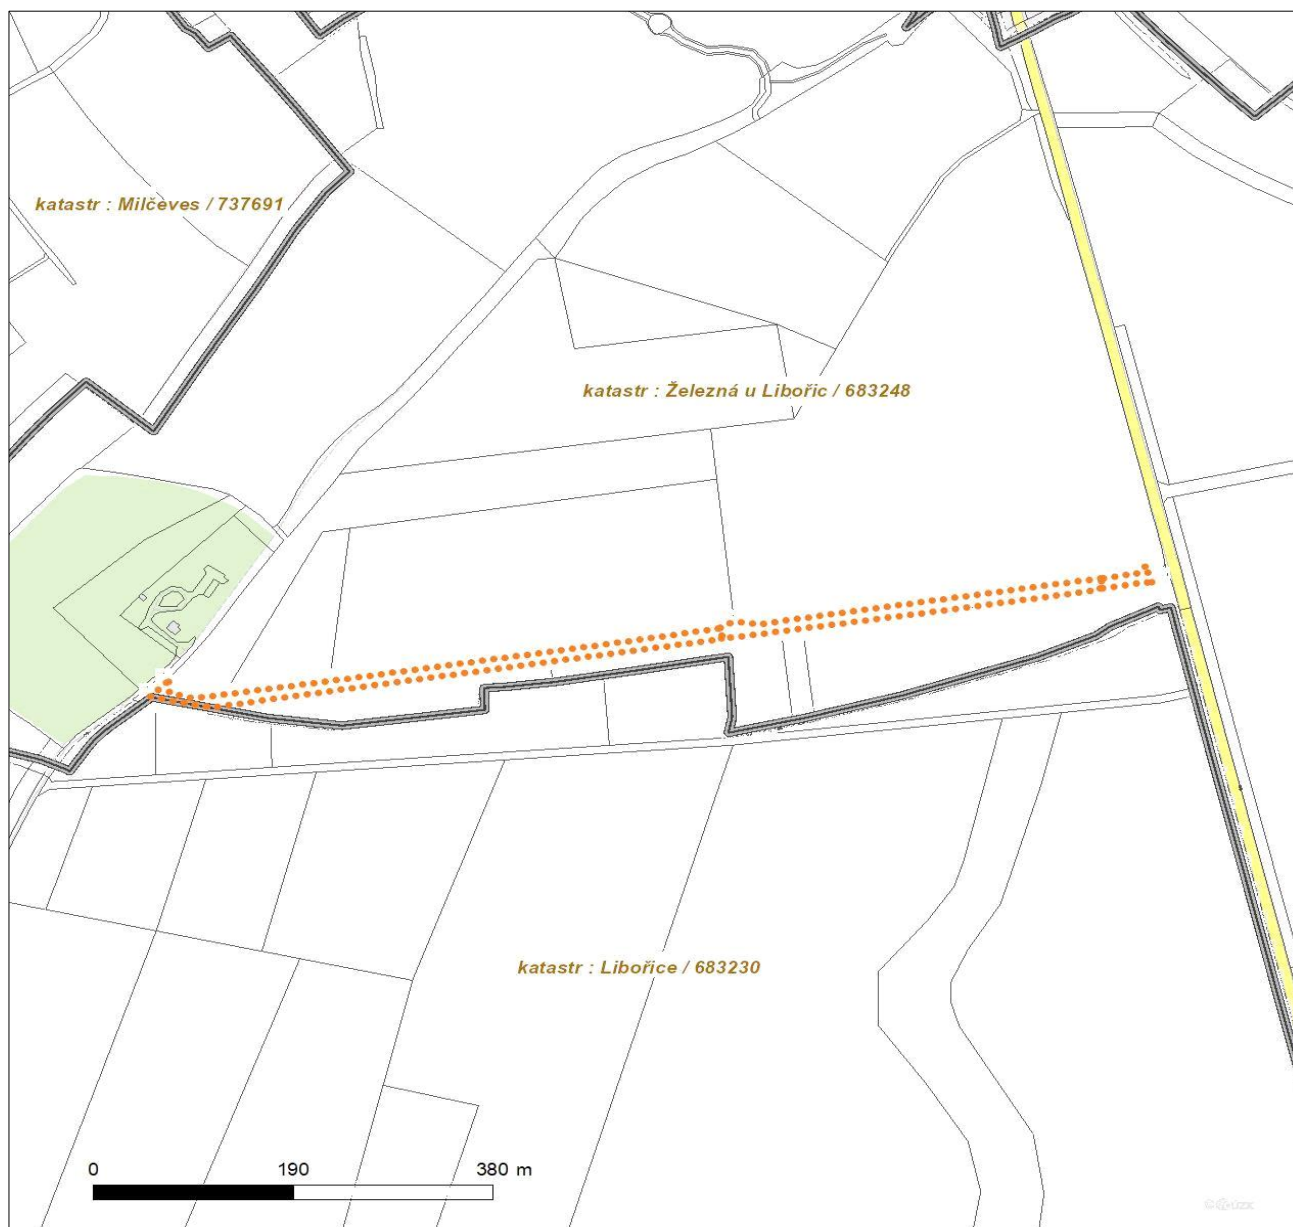 katastr : Milčeves / 737691
katastr : Železná u Libořic / 683248
katastr : Libořice / 683230
0 190 380 m